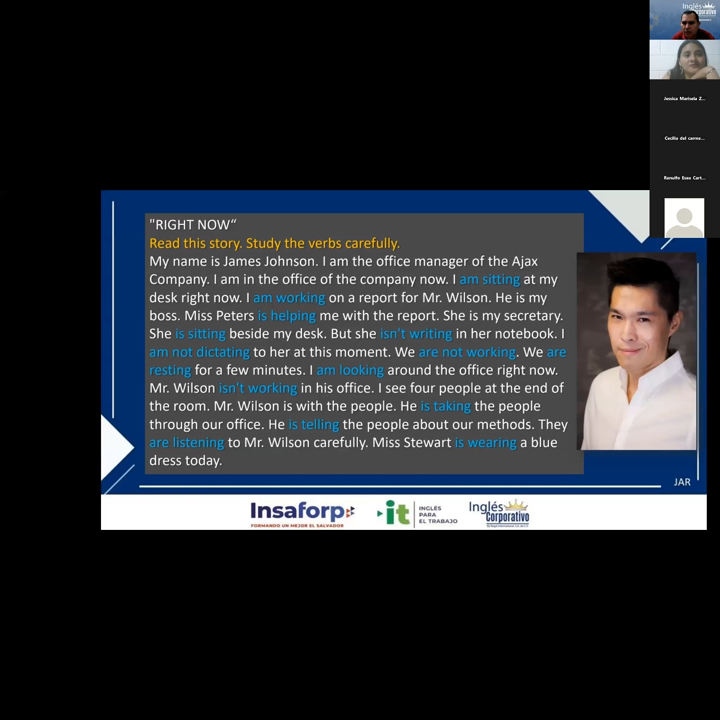 Inglés
Corporativo
Jessica Marisela Z...
Cecilia del carme...
Ranulfo Esau Cart...
"RIGHT NOW“
Read this story. Study the verbs carefully.
My name is James Johnson. I am the office manager of the Ajax
Company. I am in the office of the company now. I am sitting at my
desk right now. I am working on a report for Mr. Wilson. He is my
boss. Miss Peters is helping me with the report. She is my secretary.
She is sitting beside my desk. But she isn't writing in her notebook. I
am not dictating to her at this moment. We are not working. We are
resting for a few minutes. I am looking around the office right now.
Mr. Wilson isn't working in his office. I see four people at the end of
the room. Mr. Wilson is with the people. He is taking the people
through our office. He is telling the people about our methods. They
are listening to Mr. Wilson carefully. Miss Stewart is wearing a blue
dress today.
JAR
Insaforp
FORMANDO UN MEJOR EL SALVADOR
it
INGLÉS
PARA
EL TRABAJO
Inglés
Corporativo